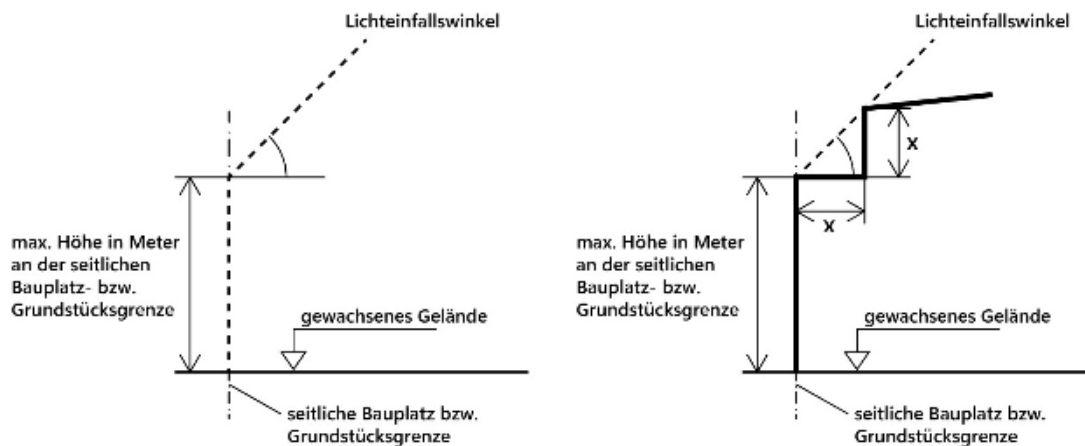 Lichteinfallswinkel
max. Höhe in Meter
an der seitlichen
Bauplatz- bzw.
Grundstücksgrenze
gewachsenes Gelände
seitliche Bauplatz bzw.
Grundstücksgrenze
Lichteinfallswinkel
x
x
max. Höhe in Meter
an der seitlichen
Bauplatz- bzw.
Grundstücksgrenze
gewachsenes Gelände
seitliche Bauplatz bzw.
Grundstücksgrenze